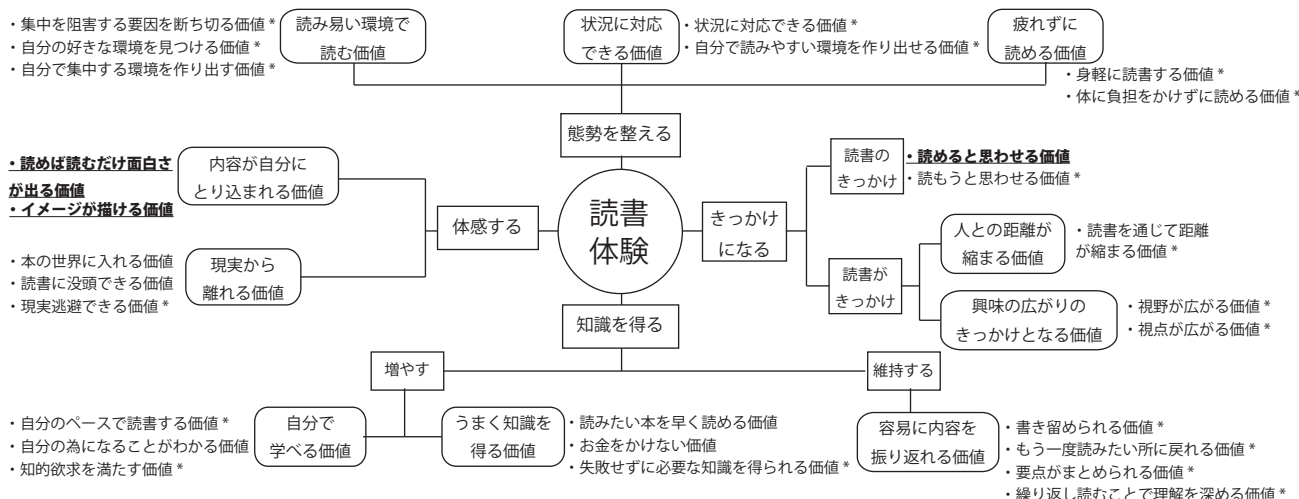 ・集中を阻害する要因を断ち切る価値 *
・自分の好きな環境を見つける価値 *
・自分で集中する環境を作り出す価値 *
読み易い環境で
読む価値
状況に対応
できる価値
・状況に対応できる価値 *
・自分で読みやすい環境を作り出せる価値 *
疲れずに
読める価値
・身軽に読書する価値 *
・体に負担をかけずに読める価値 *
態勢を整える
・読めば読むだけ面白さ
が出る価値
・イメージが描ける価値
内容が自分に
とり込まれる価値
・本の世界に入れる価値
・読書に没頭できる価値
・現実逃避できる価値 *
現実から
離れる価値
体感する
読書
体験
きっかけ
になる
読書の
きっかけ
・読めると思わせる価値
・読もうと思わせる価値 *
読書が
きっかけ
人との距離が
縮まる価値
・読書を通じて距離
が縮まる価値 *
興味の広がりの
きっかけとなる価値
・視野が広がる価値 *
・視点が広がる価値 *
知識を得る
増やす
維持する
・自分のペースで読書する価値 *
・自分の為になることがわかる価値
・知的欲求を満たす価値 *
自分で
学べる価値
うまく知識を
得る価値
・読みたい本を早く読める価値
・お金をかけない価値
・失敗せずに必要な知識を得られる価値 *
容易に内容を
振り返れる価値
・書き留められる価値 *
・もう一度読みたい所に戻れる価値 *
・要点がまとめられる価値 *
・繰り返し読むことで理解を深める価値 *